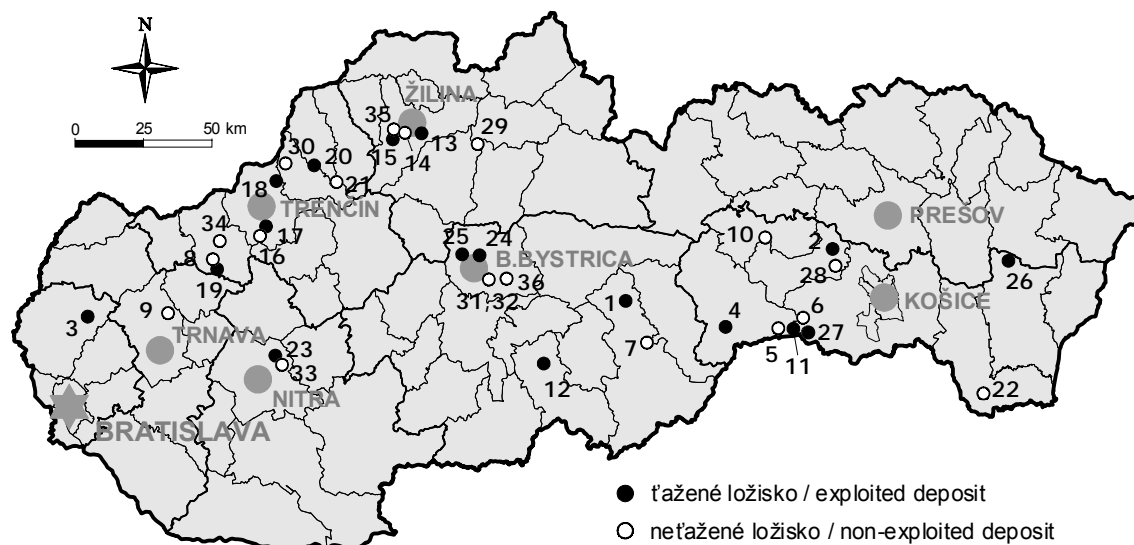 N
0 25 50 km
ŽILINA
35
29
13
15
14
30
20
21
18
TRENČÍN
34
17
16
8
19
25
24
B.BYSTRICA
36
31, 32
10
2
28
PREŠOV
26
KOŠICE
1
4
6
5
27
11
7
22
3
9
TRNAVA
23
33
NITRA
12
BRATISLAVA
ťažené ložisko / exploited deposit
neťažené ložisko / non-exploited deposit